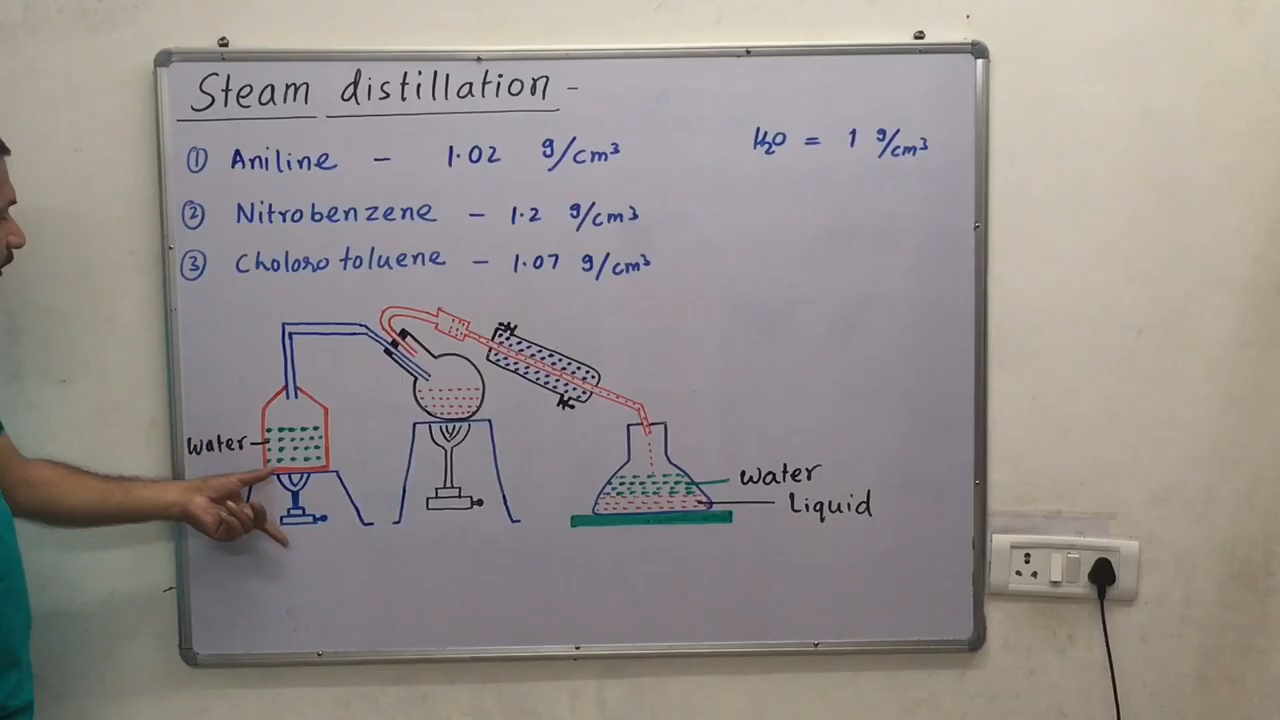 Steam distillation -
① Aniline - 1.02 g/cm³
H₂O = 1 g/cm³
② Nitrobenzene - 1.2 g/cm³
③ Choloro toluene - 1.07 g/cm³
water
water
Liquid